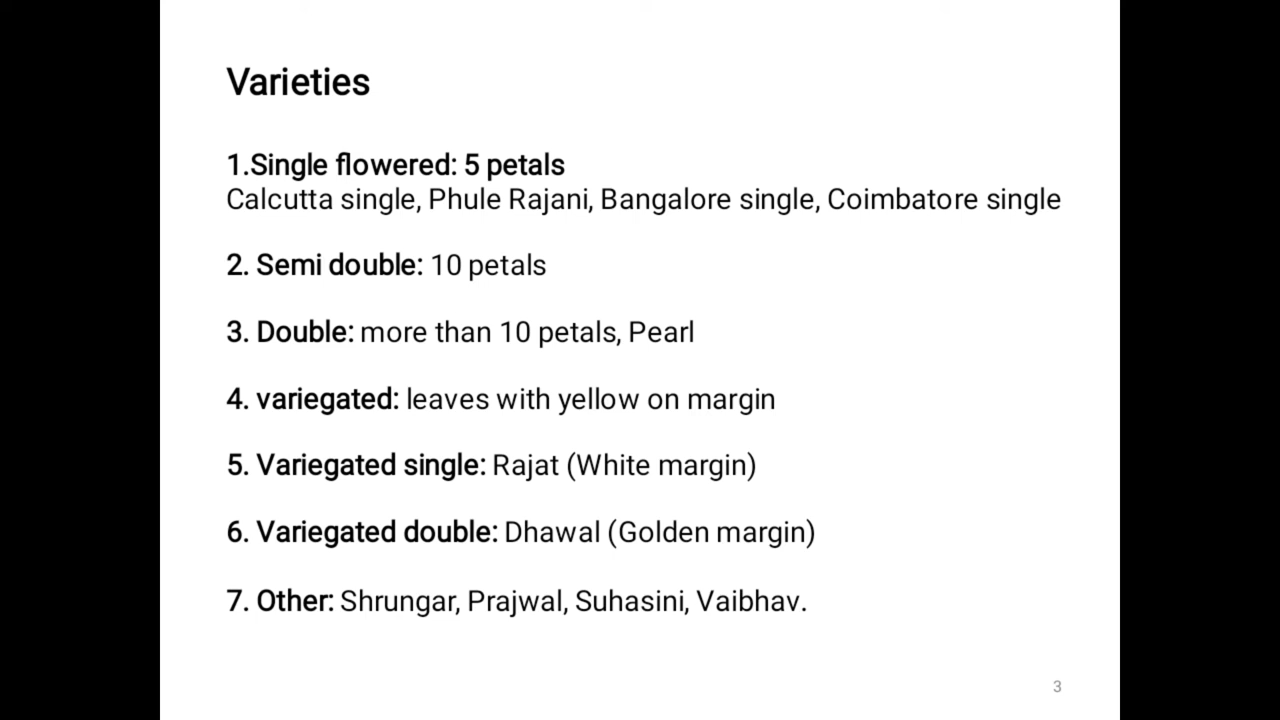 Varieties
1.Single flowered: 5 petals
Calcutta single, Phule Rajani, Bangalore single, Coimbatore single
2. Semi double: 10 petals
3. Double: more than 10 petals, Pearl
4. variegated: leaves with yellow on margin
5. Variegated single: Rajat (White margin)
6. Variegated double: Dhawal (Golden margin)
7. Other: Shrungar, Prajwal, Suhasini, Vaibhav.
3